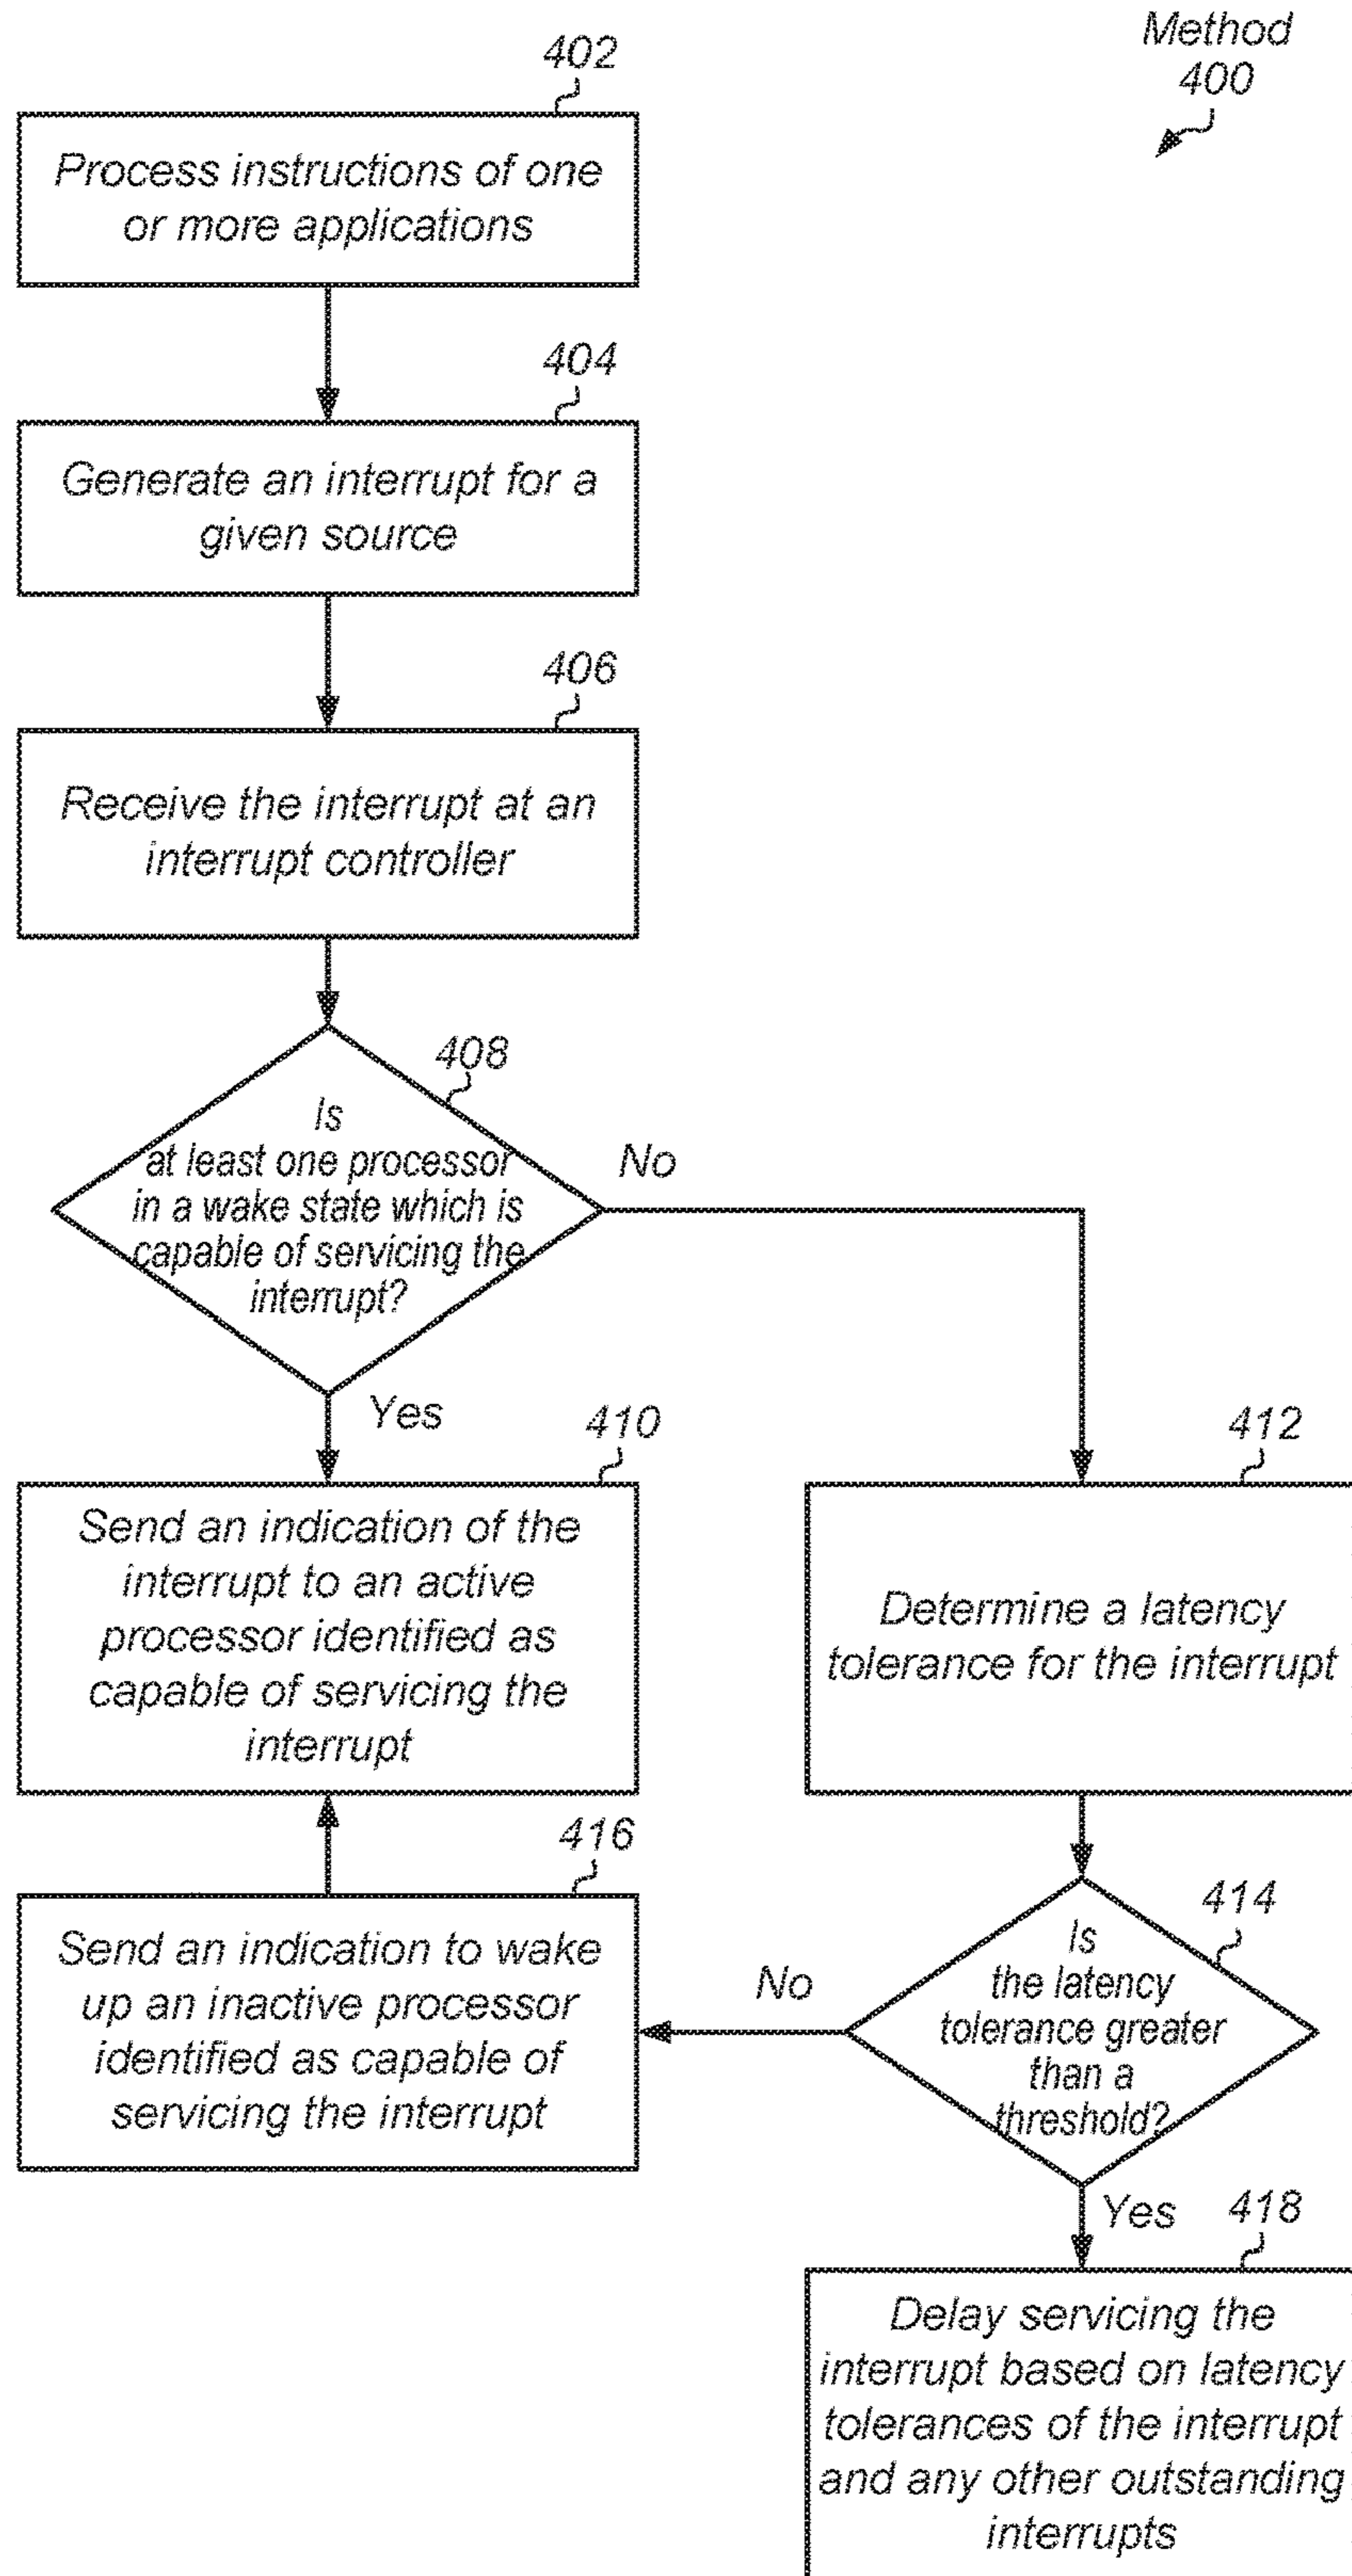 Method
400
402
Process instructions of one
or more applications
404
Generate an interrupt for a
given source
406
Receive the interrupt at an
interrupt controller
408
Is
at least one processor
in a wake state which is
capable of servicing the
interrupt?
No
Yes
410
Send an indication of the
interrupt to an active
processor identified as
capable of servicing the
interrupt
412
Determine a latency
tolerance for the interrupt
414
Is
the latency
tolerance greater
than a
threshold?
No
416
Send an indication to wake
up an inactive processor
identified as capable of
servicing the interrupt
Yes
418
Delay servicing the
interrupt based on latency
tolerances of the interrupt
and any other outstanding
interrupts